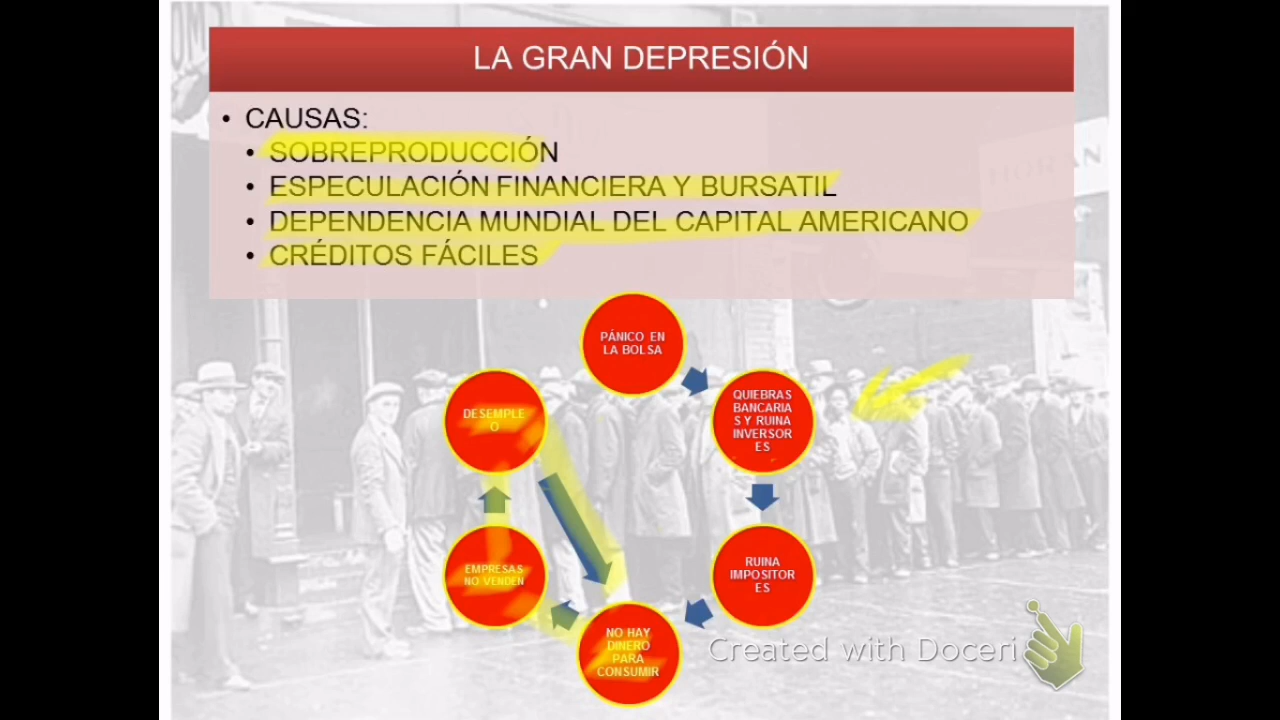 LA GRAN DEPRESIÓN
• CAUSAS:
• SOBREPRODUCCIÓN
• ESPECULACIÓN FINANCIERA Y BURSATIL
• DEPENDENCIA MUNDIAL DEL CAPITAL AMERICANO
• CRÉDITOS FÁCILES
PÁNICO EN
LA BOLSA
QUIEBRAS
BANCARIA
S Y RUINA
INVERSOR
ES
RUINA
IMPOSITOR
ES
NO HAY
DINERO
PARA
CONSUMIR
EMPRESAS
NO VENDEN
DESEMPLE
O
Created with Doceri